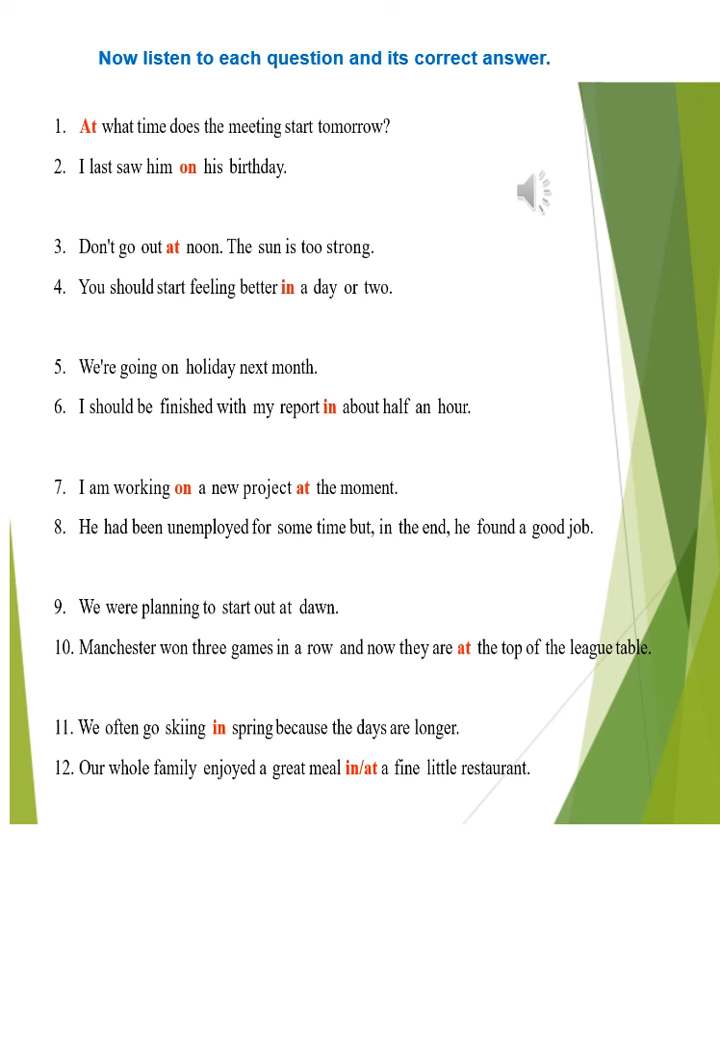 Now listen to each question and its correct answer.
1. At what time does the meeting start tomorrow?
2. I last saw him on his birthday.
3. Don't go out at noon. The sun is too strong.
4. You should start feeling better in a day or two.
5. We're going on holiday next month.
6. I should be finished with my report in about half an hour.
7. I am working on a new project at the moment.
8. He had been unemployed for some time but, in the end, he found a good job.
9. We were planning to start out at dawn.
10. Manchester won three games in a row and now they are at the top of the league table.
11. We often go skiing in spring because the days are longer.
12. Our whole family enjoyed a great meal in/at a fine little restaurant.